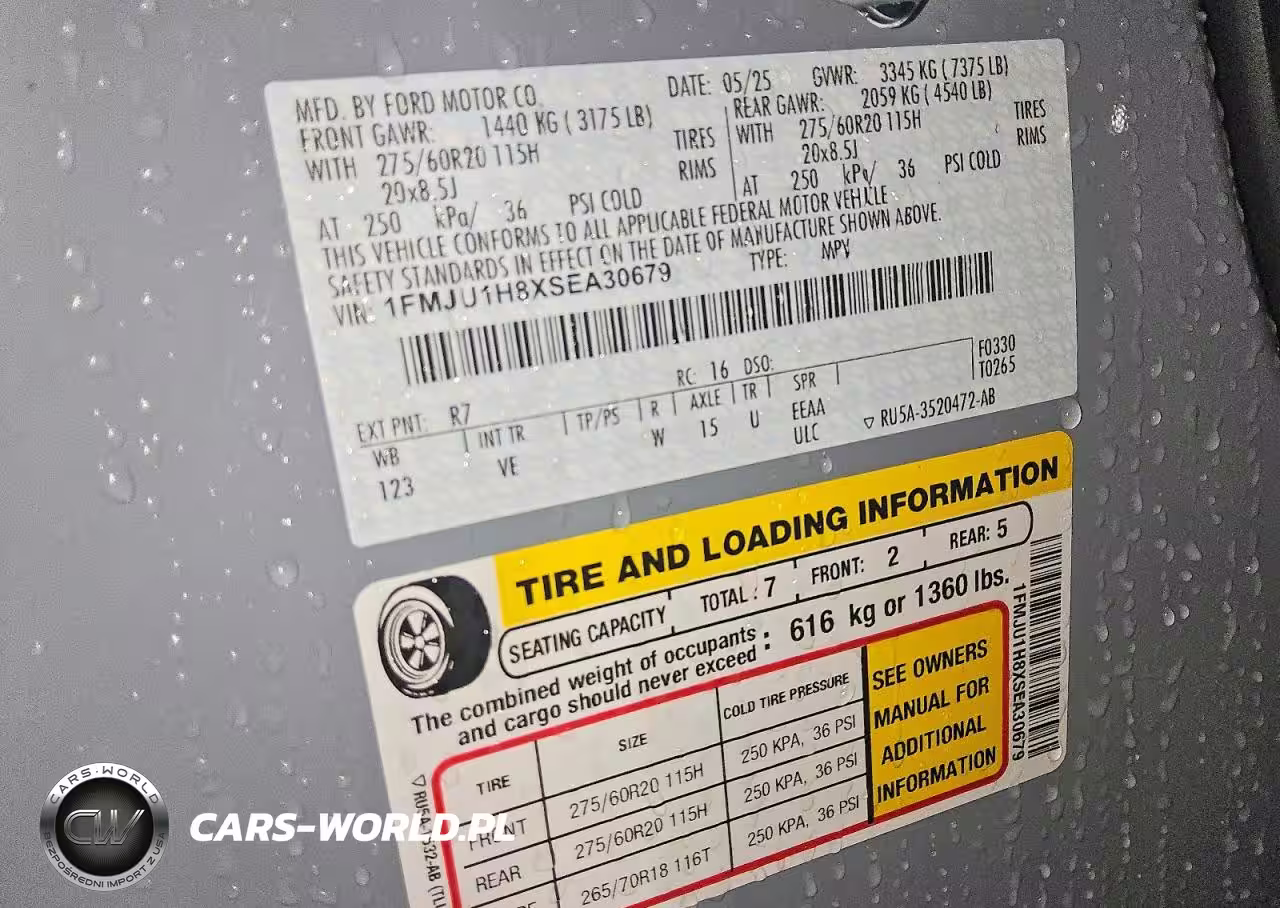 MFD. BY FORD MOTOR CO. DATE: 05/25 GVWR: 3345 KG ( 7375 LB)
FRONT GAWR: 1440 KG ( 3175 LB) REAR GAWR: 2059 KG ( 4540 LB)
WITH 275/60R20 115H TIRES WITH 275/60R20 115H TIRES
20x8.5J RIMS 20x8.5J RIMS
AT 250 kPa/ 36 PSI COLD AT 250 kPa/ 36 PSI COLD
THIS VEHICLE CONFORMS TO ALL APPLICABLE FEDERAL MOTOR VEHICLE
SAFETY STANDARDS IN EFFECT ON THE DATE OF MANUFACTURE SHOWN ABOVE.
VIN: 1FMJU1H8XSEA30679 TYPE: MPV
EXT PNT: R7 RC: 16 DSO: F0330
WB INT TR TP/PS R AXLE TR SPR T0265
123 VE W 15 U EEAA
ULC ▽ RU5A-3520472-AB
TIRE AND LOADING INFORMATION
SEATING CAPACITY TOTAL : 7 FRONT: 2 REAR: 5
The combined weight of occupants : 616 kg or 1360 lbs.
and cargo should never exceed :
TIRE SIZE COLD TIRE PRESSURE
FRONT 275/60R20 115H 250 KPA, 36 PSI
REAR 275/60R20 115H 250 KPA, 36 PSI
265/70R18 116T 250 KPA, 36 PSI
SEE OWNERS
MANUAL FOR
ADDITIONAL
INFORMATION
1FMJU1H8XSEA30679
CARS-WORLD
CW
BEZPOŚREDNI IMPORT Z USA
CARS-WORLD.PL